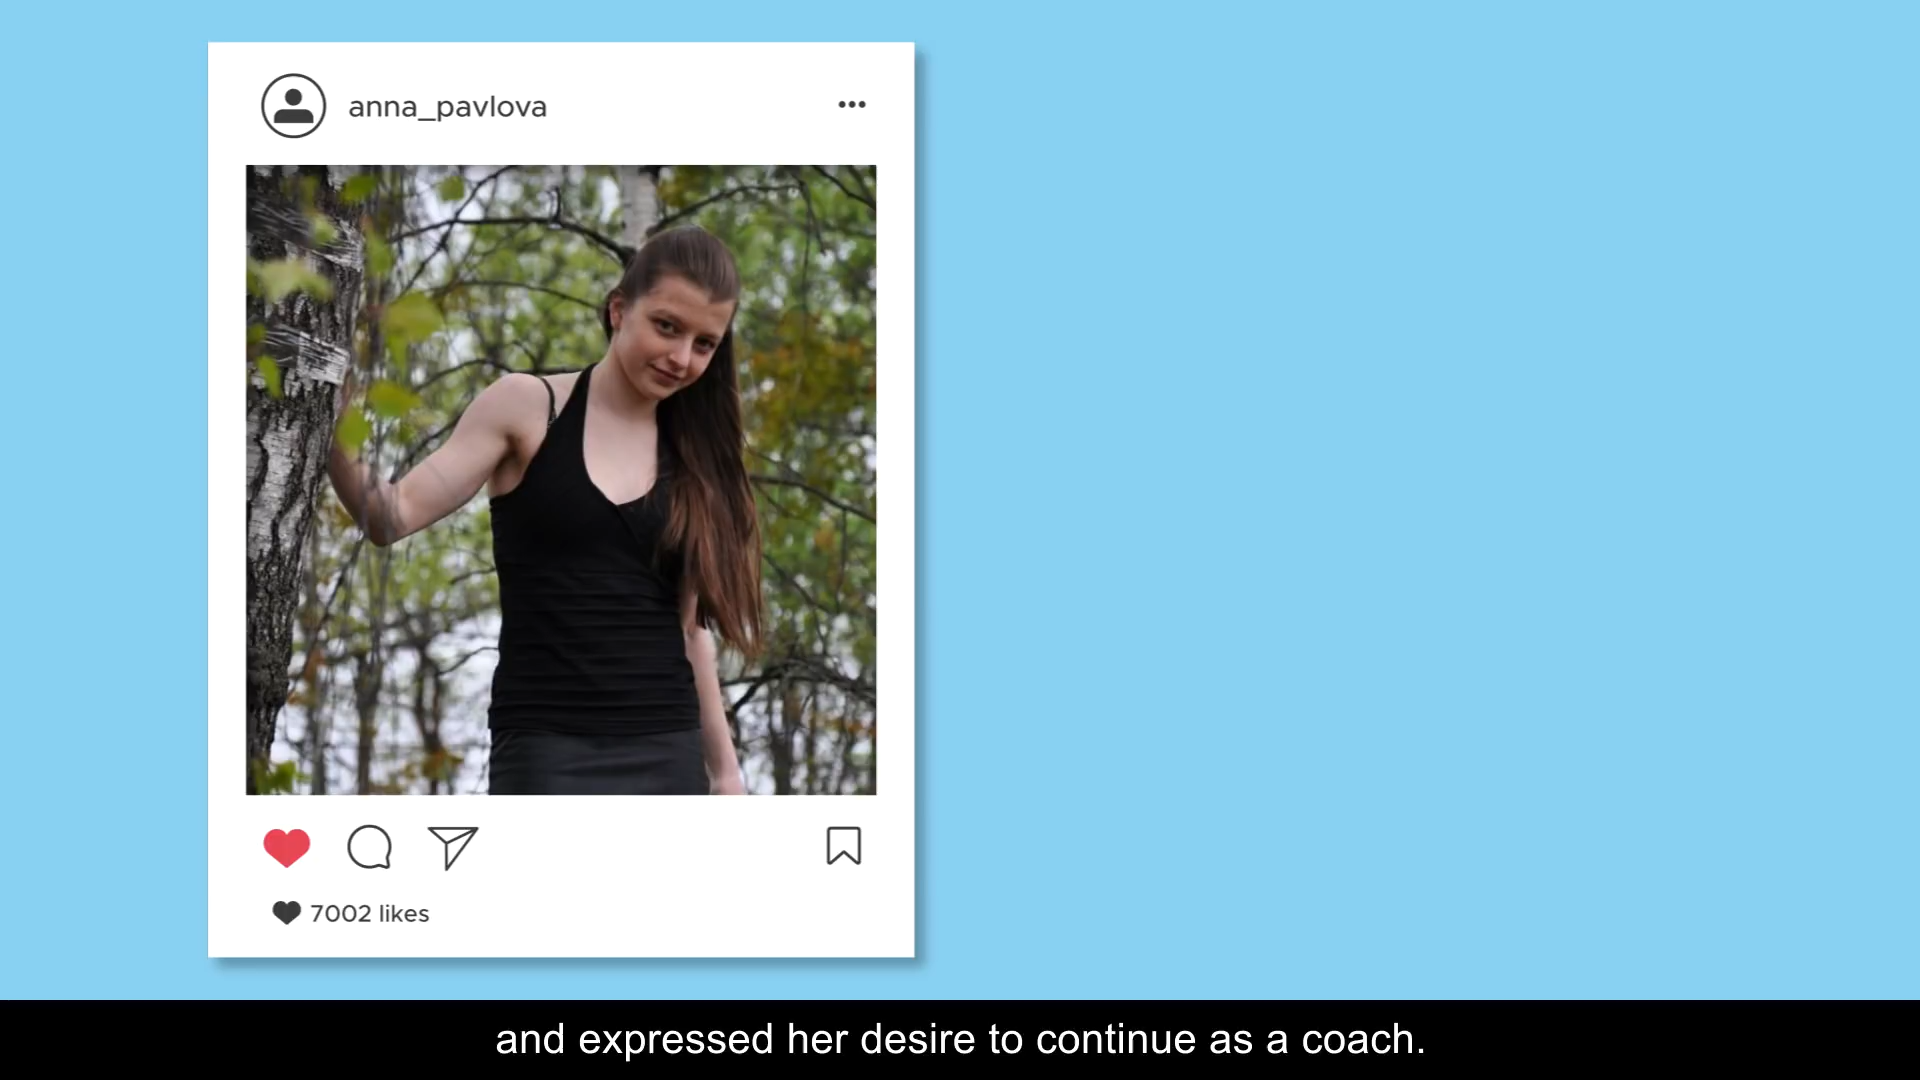 anna_pavlova
7002 likes
and expressed her desire to continue as a coach.